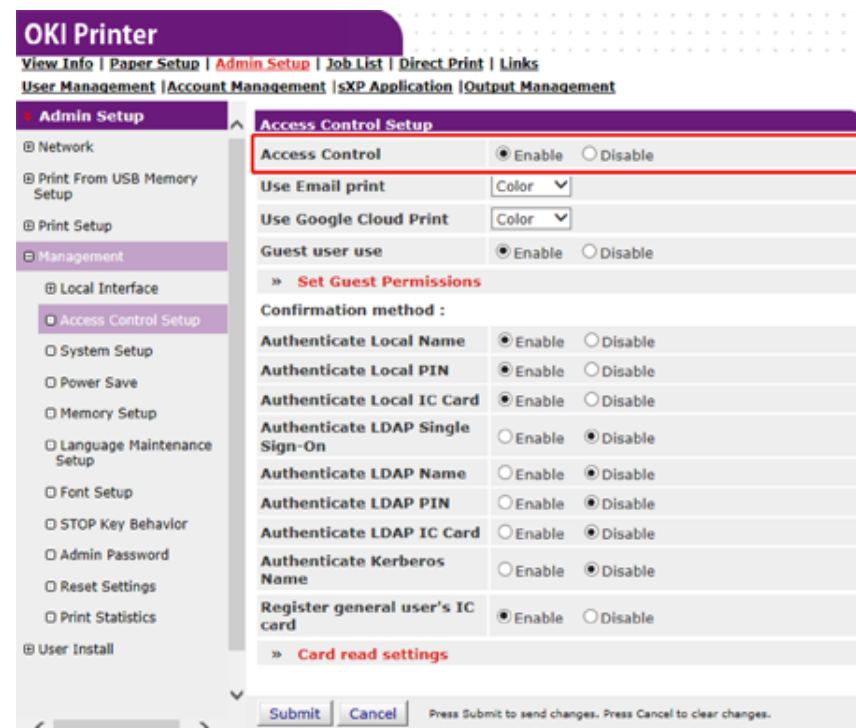 OKI Printer
View Info | Paper Setup | Admin Setup | Job List | Direct Print | Links
User Management |Account Management |sXP Application |Output Management
Admin Setup
Network
Print From USB Memory
Setup
Print Setup
Management
Local Interface
Access Control Setup
System Setup
Power Save
Memory Setup
Language Maintenance
Setup
Font Setup
STOP Key Behavior
Admin Password
Reset Settings
Print Statistics
User Install
Access Control Setup
Access Control Enable Disable
Use Email print Color
Use Google Cloud Print Color
Guest user use Enable Disable
» Set Guest Permissions
Confirmation method :
Authenticate Local Name Enable Disable
Authenticate Local PIN Enable Disable
Authenticate Local IC Card Enable Disable
Authenticate LDAP Single
Sign-On Enable Disable
Authenticate LDAP Name Enable Disable
Authenticate LDAP PIN Enable Disable
Authenticate LDAP IC Card Enable Disable
Authenticate Kerberos
Name Enable Disable
Register general user's IC
card Enable Disable
» Card read settings
Submit Cancel Press Submit to send changes. Press Cancel to clear changes.